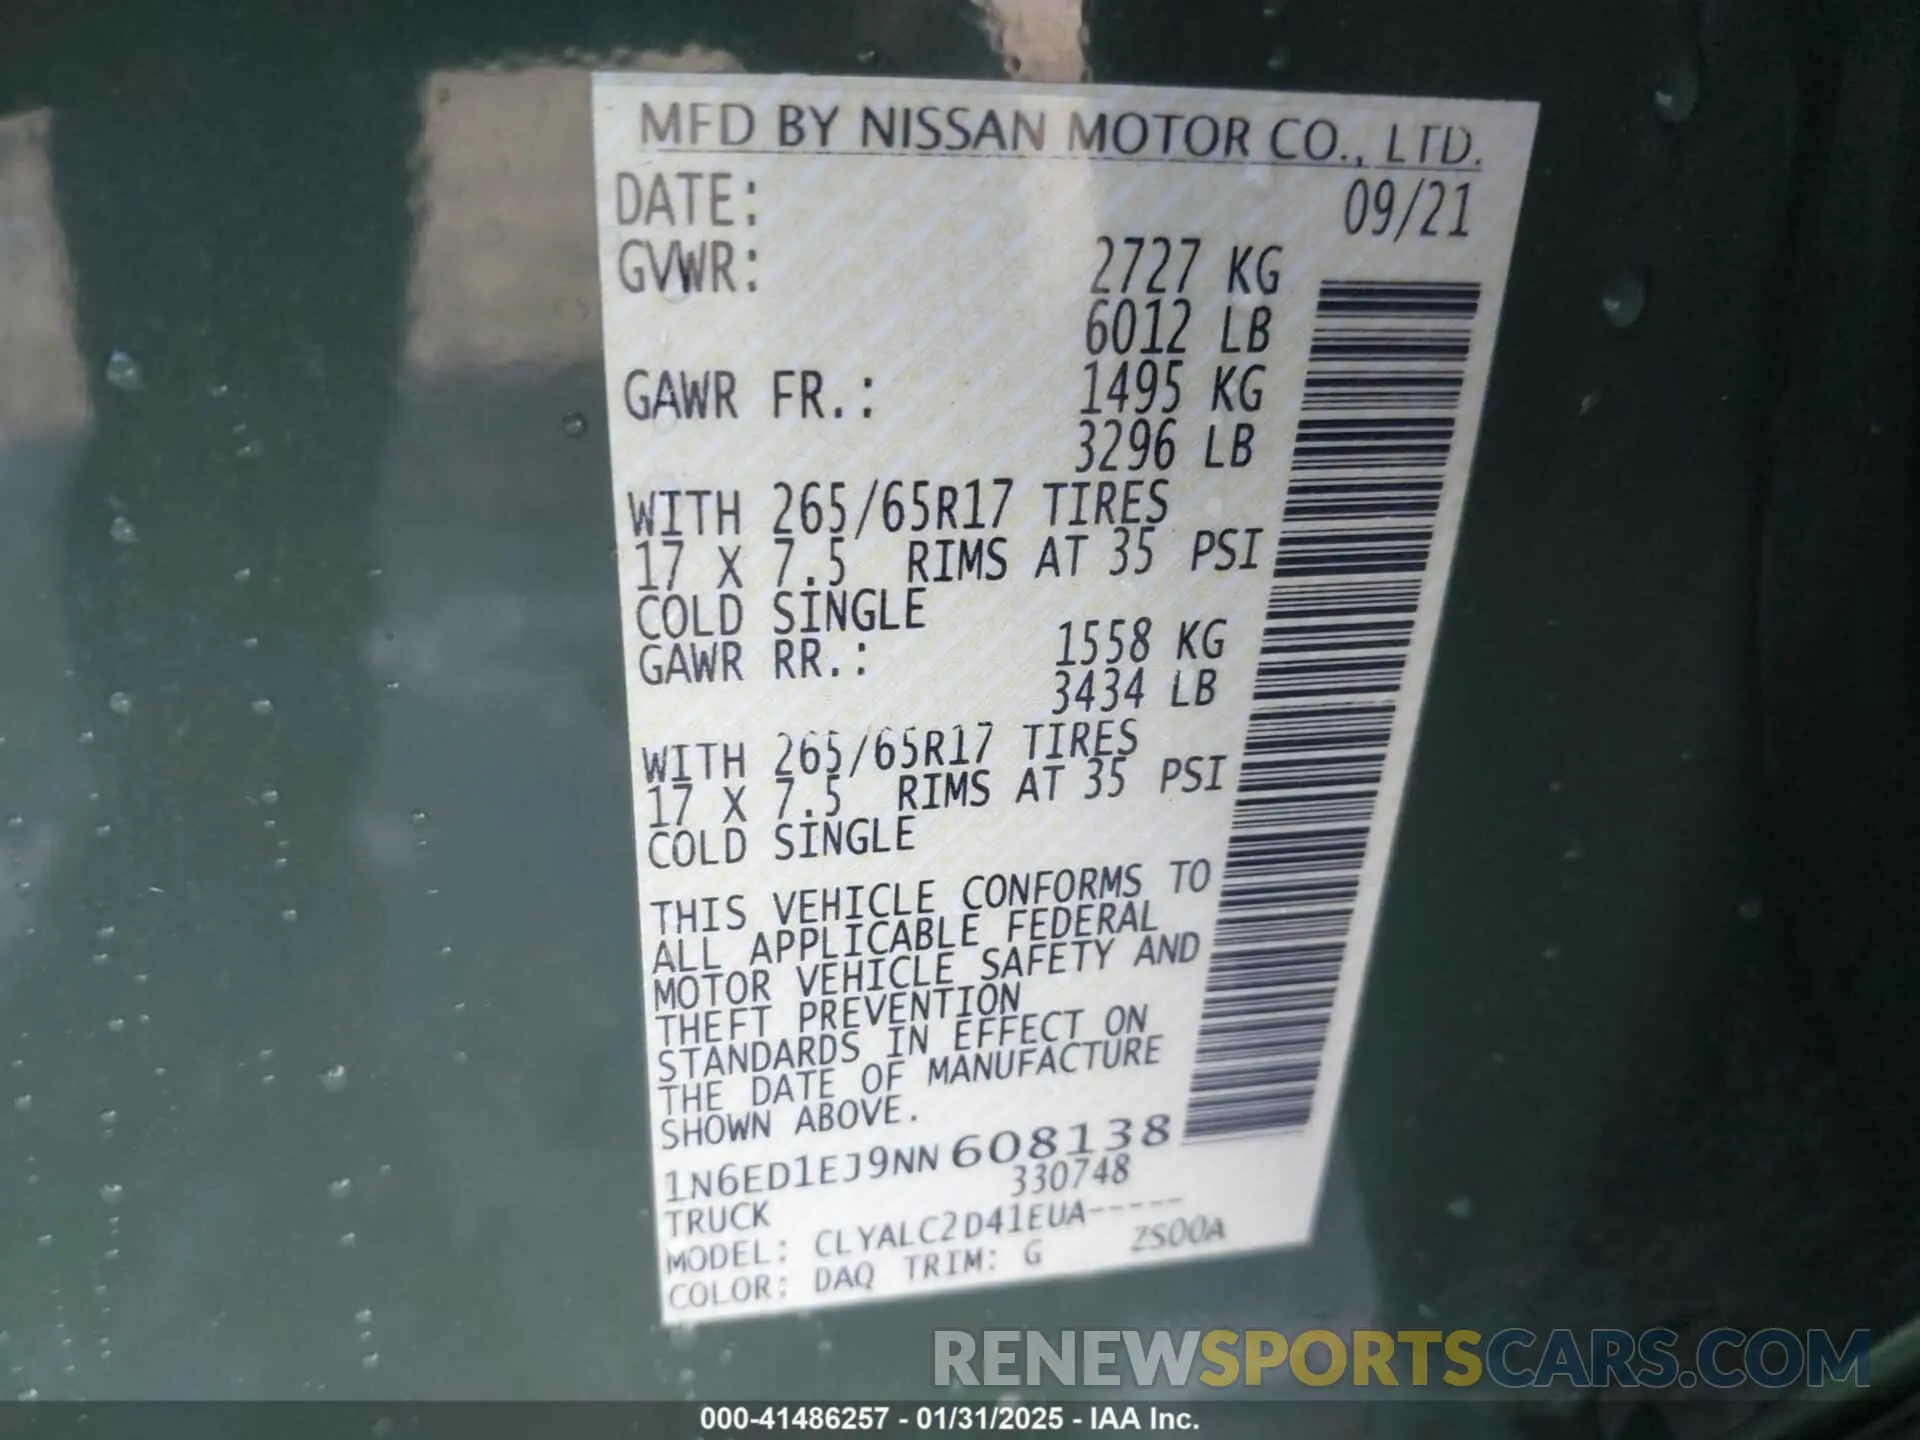 MFD BY NISSAN MOTOR CO., LTD.
DATE: 09/21
GVWR: 2727 KG
6012 LB
GAWR FR.: 1495 KG
3296 LB
WITH 265/65R17 TIRES
17 X 7.5 RIMS AT 35 PSI
COLD SINGLE
GAWR RR.: 1558 KG
3434 LB
WITH 265/65R17 TIRES
17 X 7.5 RIMS AT 35 PSI
COLD SINGLE
THIS VEHICLE CONFORMS TO
ALL APPLICABLE FEDERAL
MOTOR VEHICLE SAFETY AND
THEFT PREVENTION
STANDARDS IN EFFECT ON
THE DATE OF MANUFACTURE
SHOWN ABOVE.
1N6ED1EJ9NN608138
330748
TRUCK
MODEL: CLYALC2D41EUA-----
COLOR: DAQ TRIM: G ZS00A
RENEWSPORTSCARS.COM
000-41486257 - 01/31/2025 - IAA Inc.